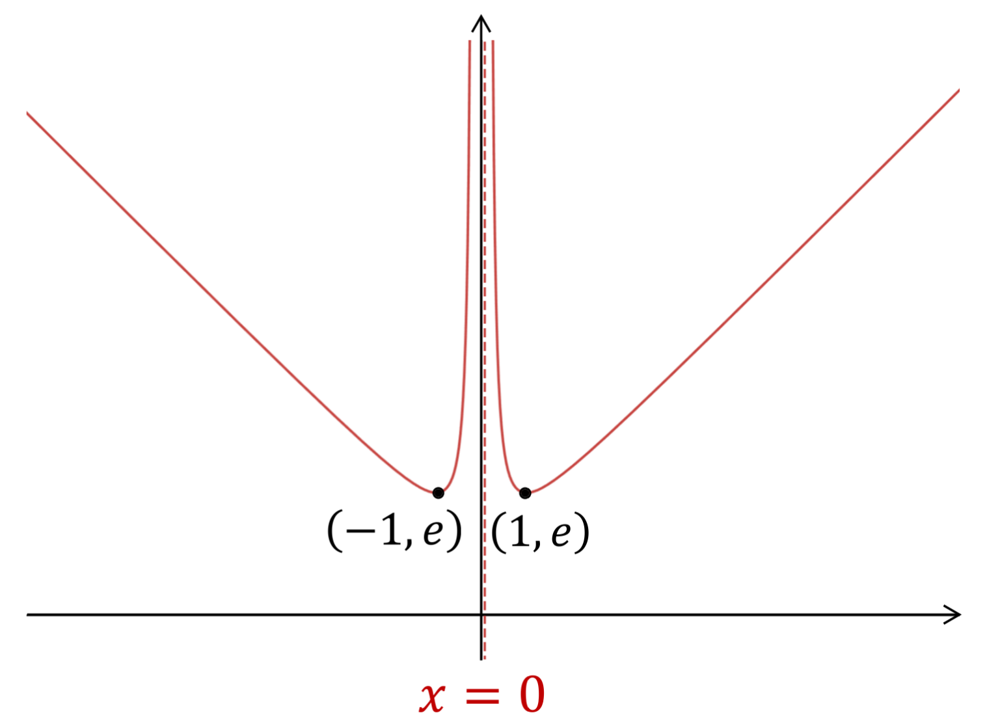 (−1, e) (1, e)
x = 0